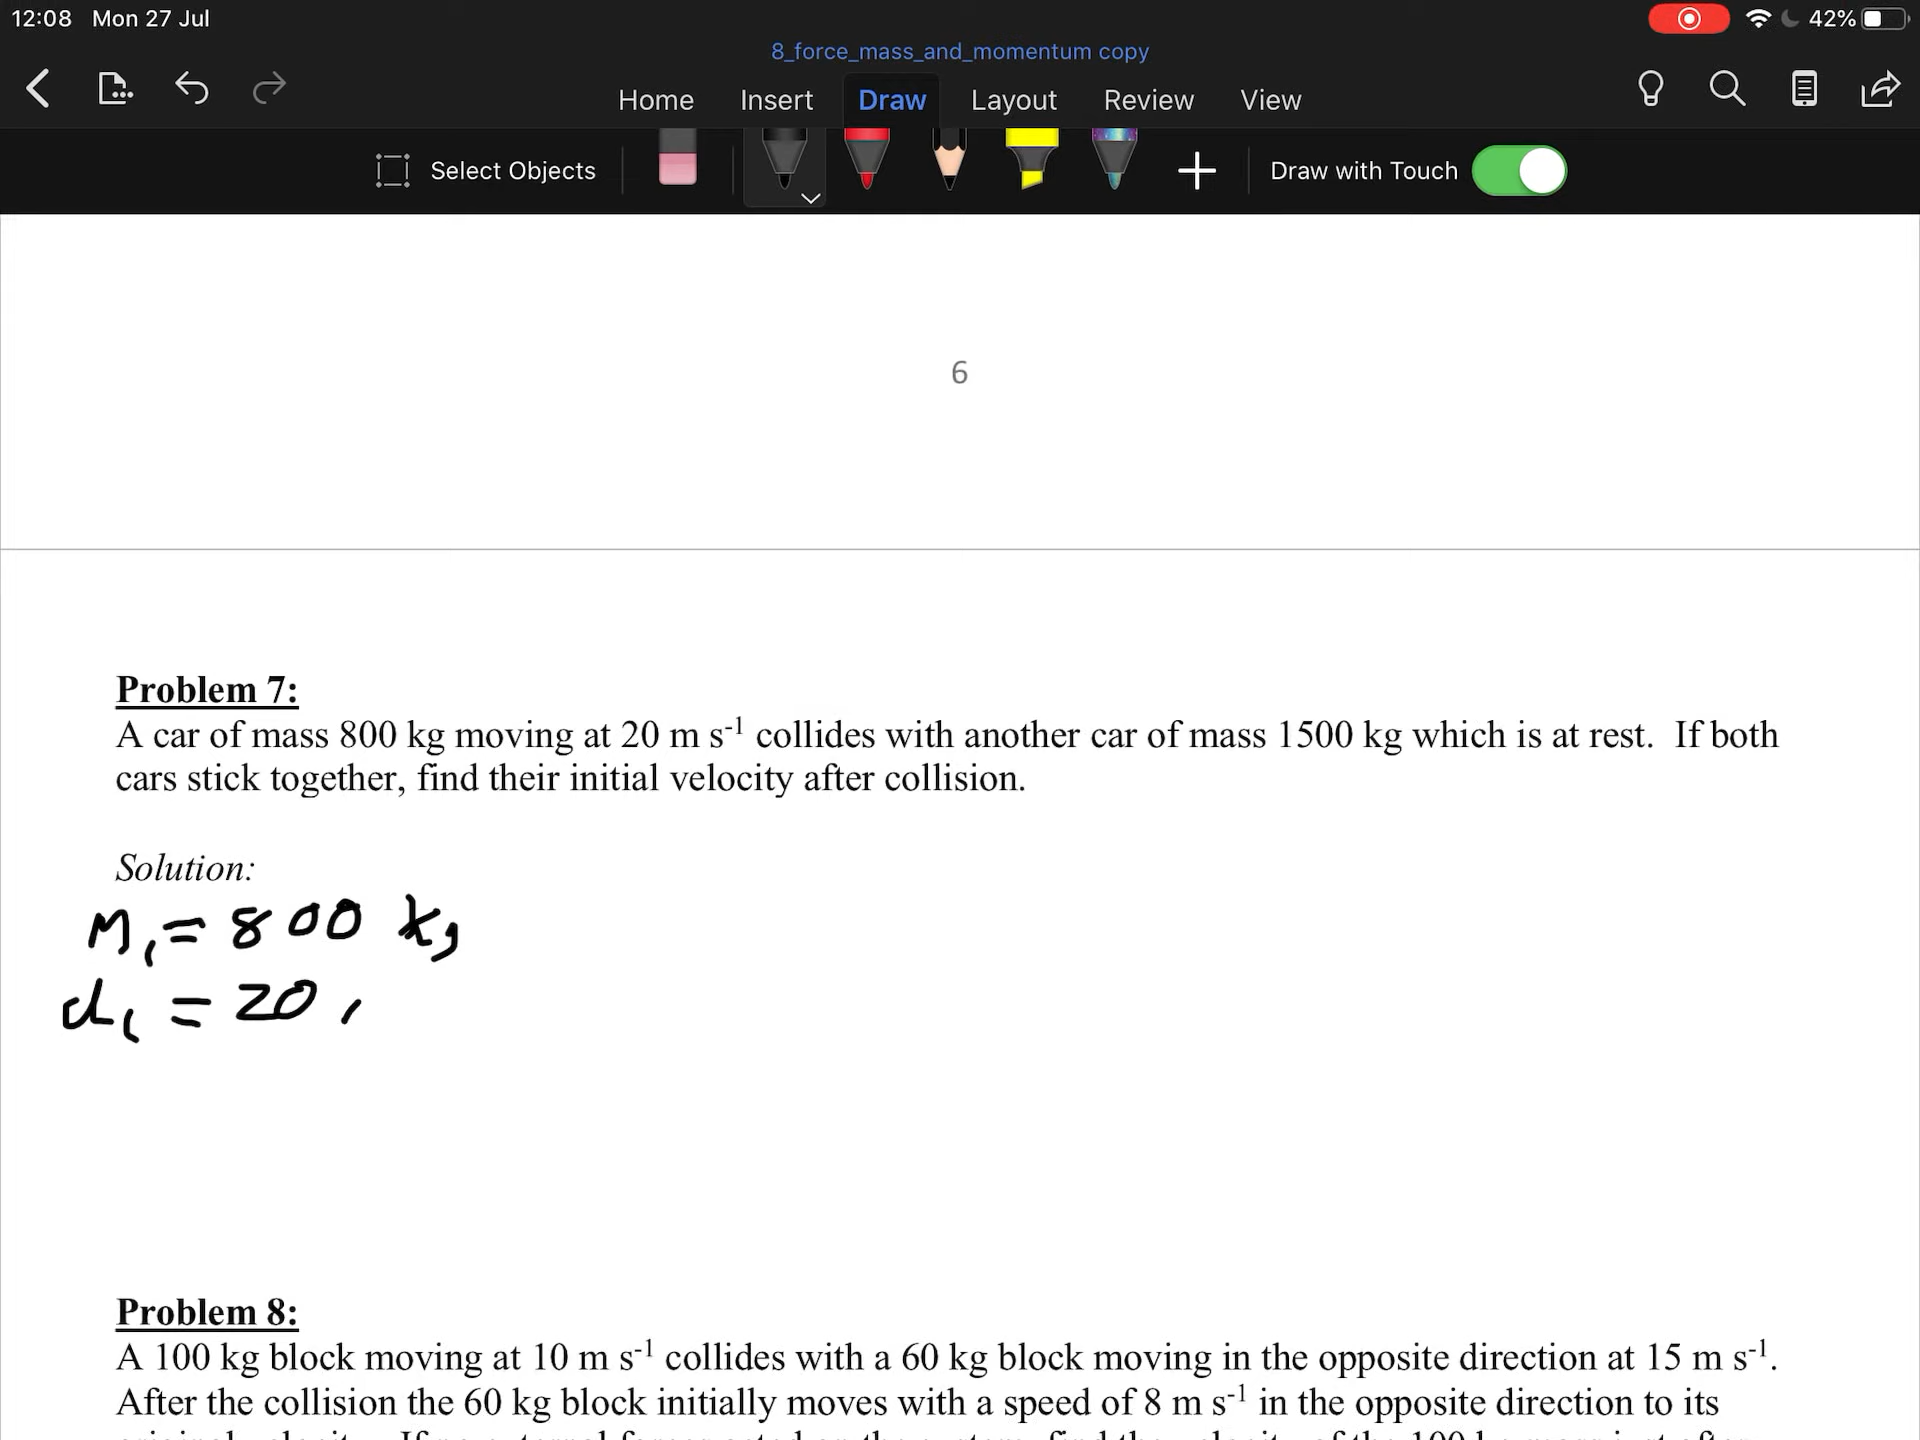 12:08 Mon 27 Jul 42%
8_force_mass_and_momentum copy
Home Insert Draw Layout Review View
Select Objects Draw with Touch
6
Problem 7:
A car of mass 800 kg moving at 20 m s⁻¹ collides with another car of mass 1500 kg which is at rest. If both
cars stick together, find their initial velocity after collision.
Solution:
M₁ = 800 kg
u₁ = 20
Problem 8:
A 100 kg block moving at 10 m s⁻¹ collides with a 60 kg block moving in the opposite direction at 15 m s⁻¹.
After the collision the 60 kg block initially moves with a speed of 8 m s⁻¹ in the opposite direction to its